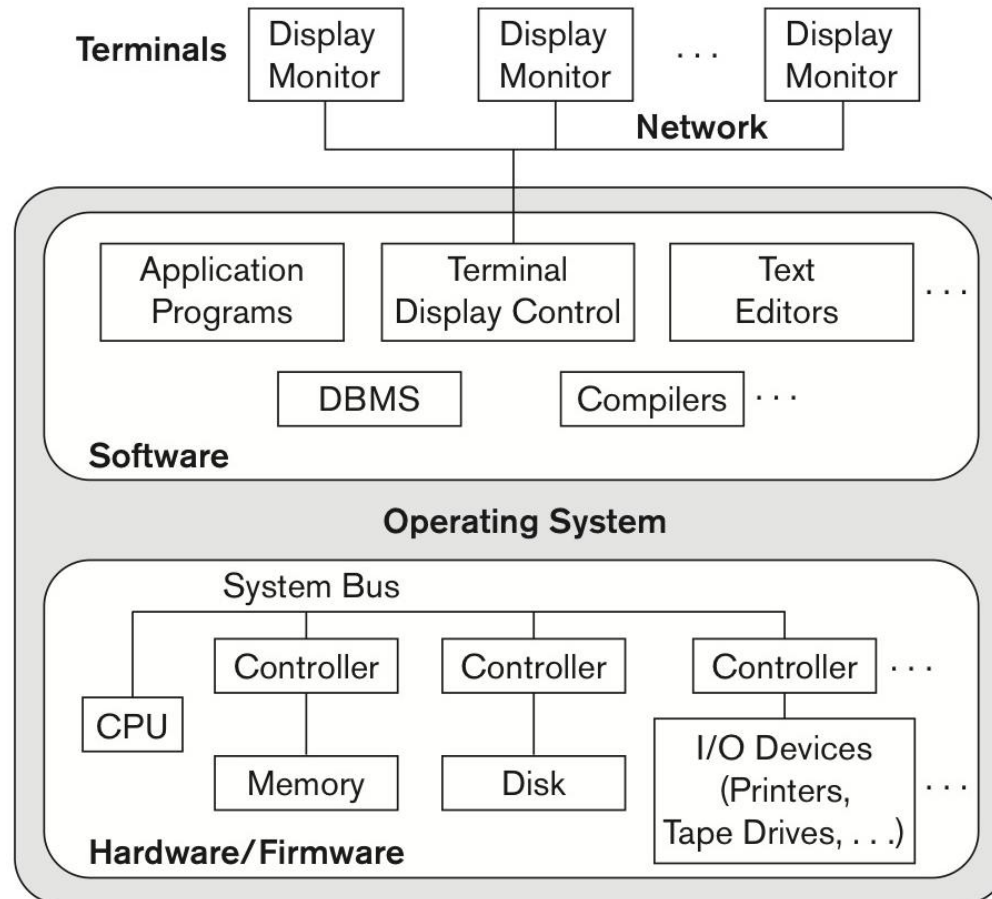 Terminals
Display
Monitor
Display
Monitor
. . .
Display
Monitor
Network
Application
Programs
Terminal
Display Control
Text
Editors
. . .
DBMS
Compilers
. . .
Software
Operating System
System Bus
Controller
Controller
Controller
. . .
CPU
Memory
Disk
I/O Devices
(Printers,
Tape Drives, . . .)
. . .
Hardware/Firmware